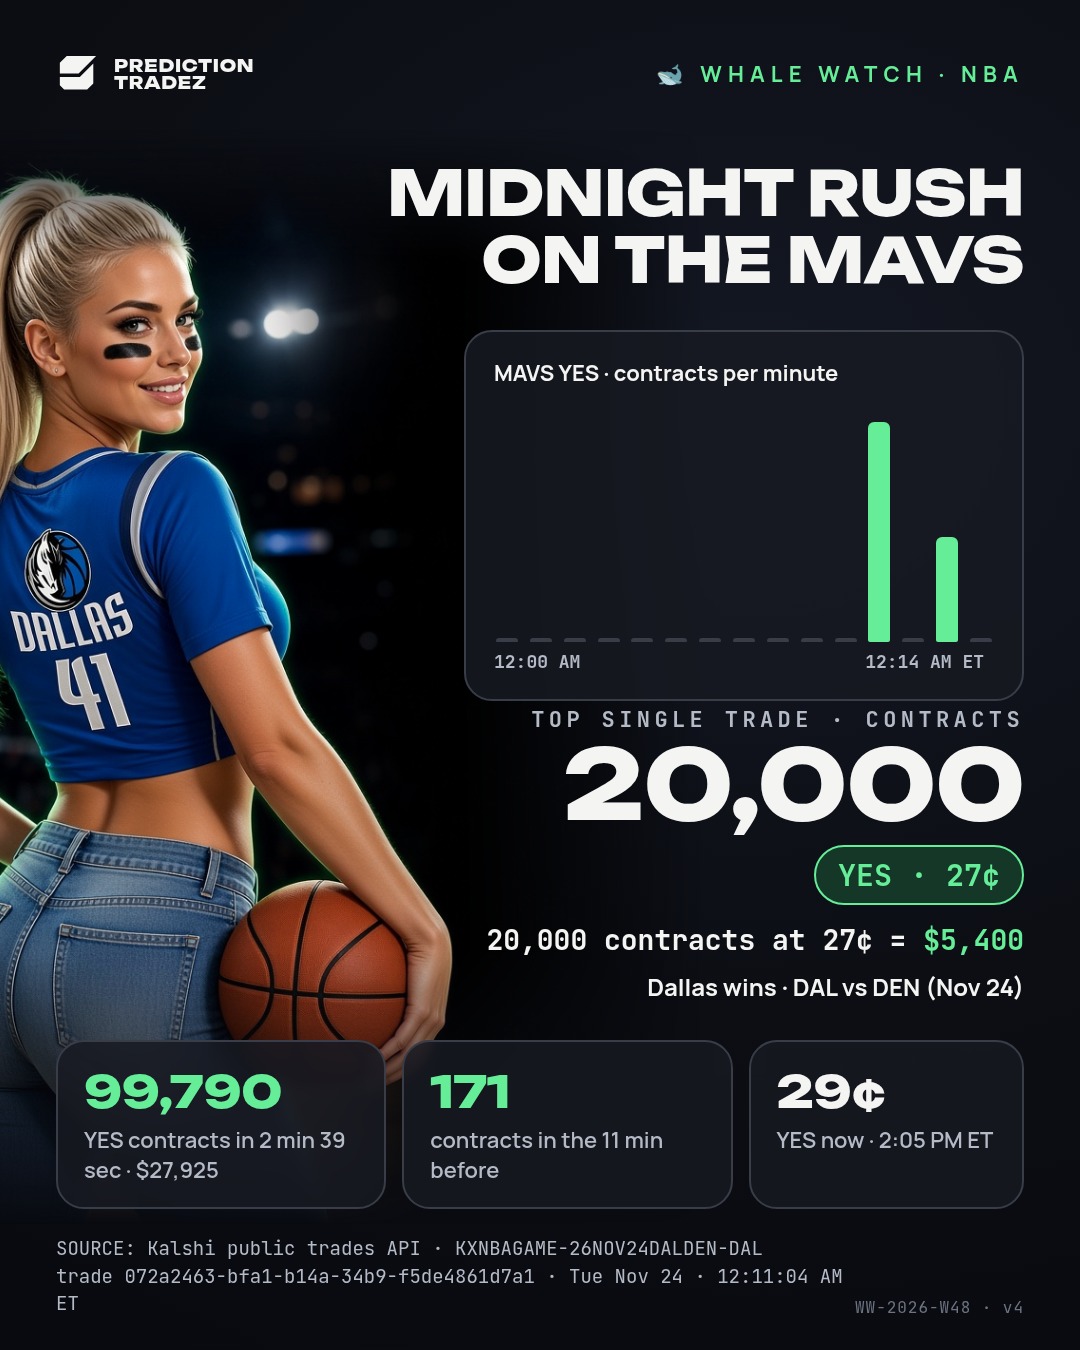 PREDICTION
TRADEZ
WHALE WATCH · NBA
MIDNIGHT RUSH
ON THE MAVS
MAVS YES · contracts per minute
12:00 AM
12:14 AM ET
DALLAS
41
TOP SINGLE TRADE · CONTRACTS
20,000
YES · 27¢
20,000 contracts at 27¢ = $5,400
Dallas wins · DAL vs DEN (Nov 24)
99,790
YES contracts in 2 min 39
sec · $27,925
171
contracts in the 11 min
before
29¢
YES now · 2:05 PM ET
SOURCE: Kalshi public trades API · KXNBAGAME-26NOV24DALDEN-DAL
trade 072a2463-bfa1-b14a-34b9-f5de4861d7a1 · Tue Nov 24 · 12:11:04 AM
ET
WW-2026-W48 · v4